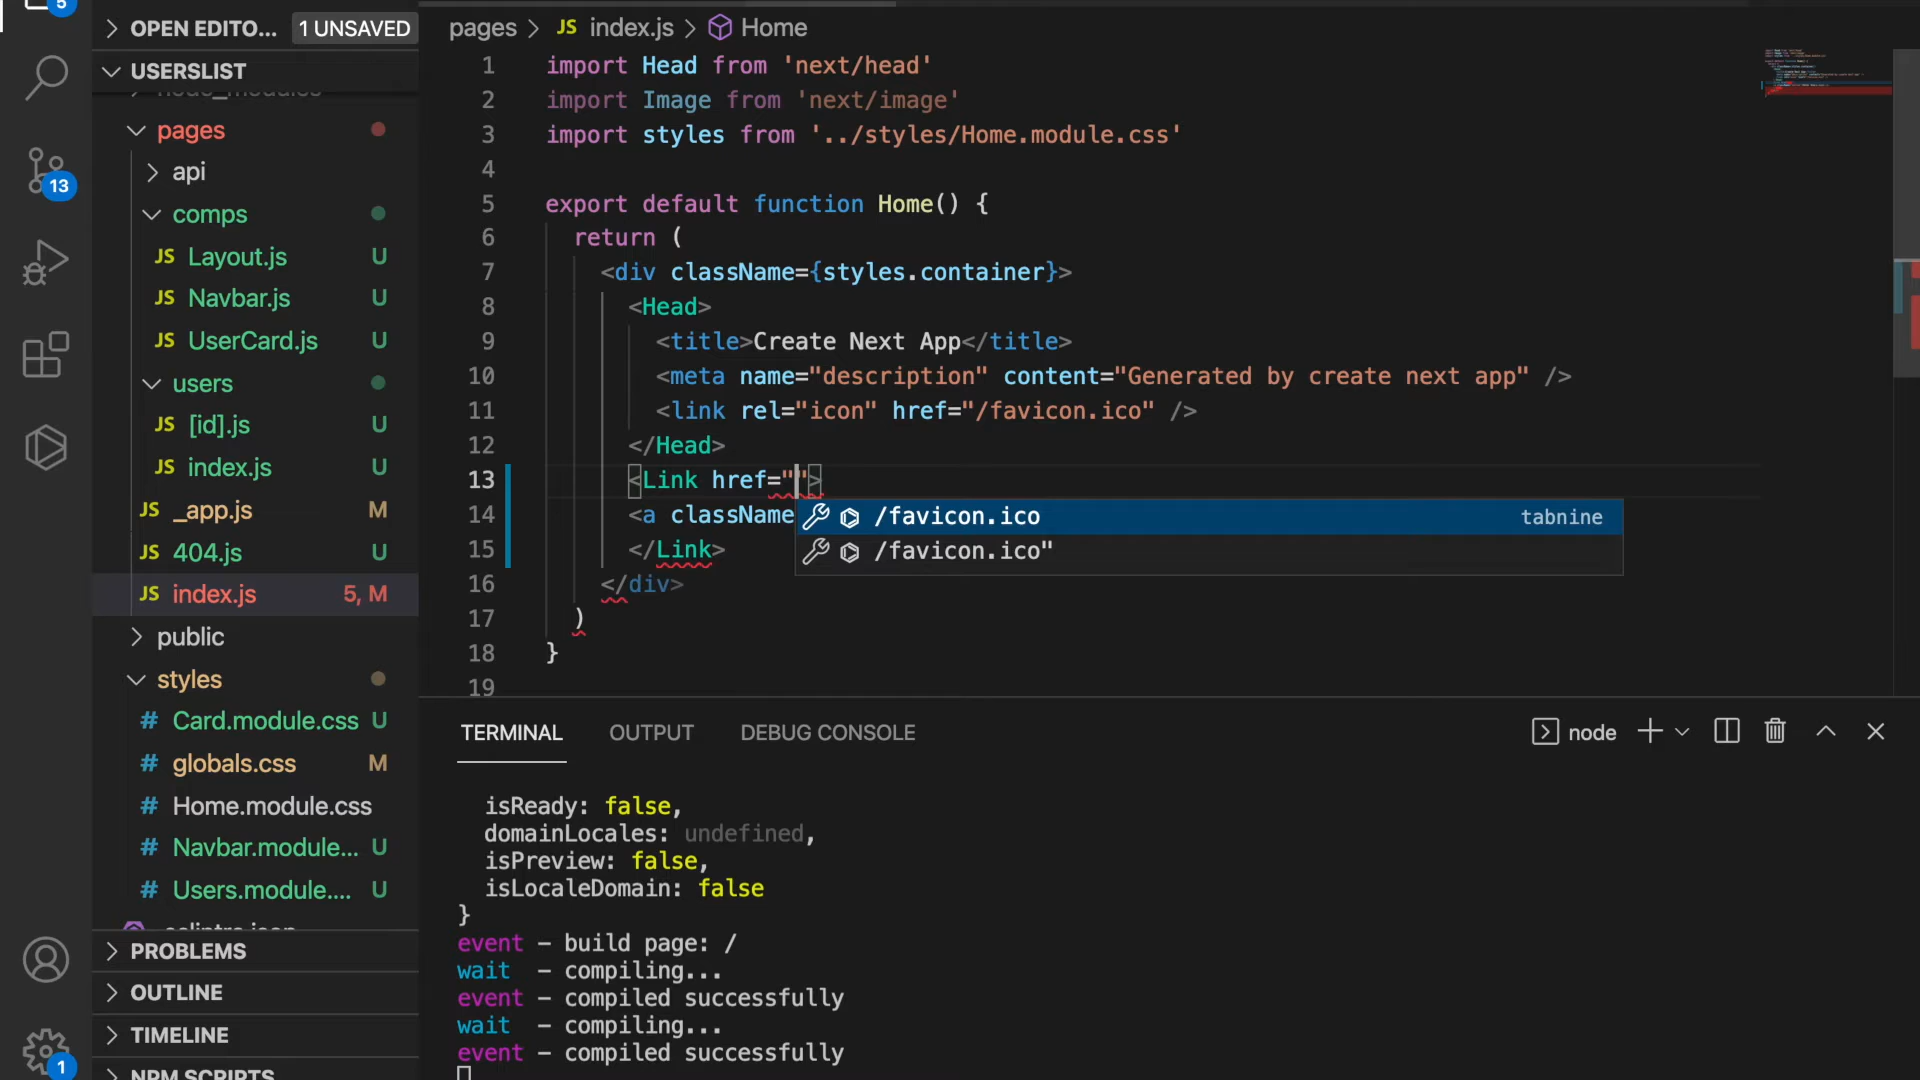 5
OPEN EDITO... 1 UNSAVED
USERSLIST
node_modules
pages
api
comps
JS Layout.js U
JS Navbar.js U
JS UserCard.js U
users
JS [id].js U
JS index.js U
JS _app.js M
JS 404.js U
JS index.js 5, M
public
styles
# Card.module.css U
# globals.css M
# Home.module.css
# Navbar.module... U
# Users.module.... U
PROBLEMS
OUTLINE
TIMELINE
NPM SCRIPTS
13
1
pages > JS index.js > Home
1 import Head from 'next/head'
2 import Image from 'next/image'
3 import styles from '../styles/Home.module.css'
4
5 export default function Home() {
6 return (
7 <div className={styles.container}>
8 <Head>
9 <title>Create Next App</title>
10 <meta name="description" content="Generated by create next app" />
11 <link rel="icon" href="/favicon.ico" />
12 </Head>
13 <Link href="">
14 <a className
/favicon.ico tabnine
15 </Link>
/favicon.ico"
16 </div>
17 )
18 }
19
TERMINAL OUTPUT DEBUG CONSOLE node
isReady: false,
domainLocales: undefined,
isPreview: false,
isLocaleDomain: false
}
event - build page: /
wait - compiling...
event - compiled successfully
wait - compiling...
event - compiled successfully